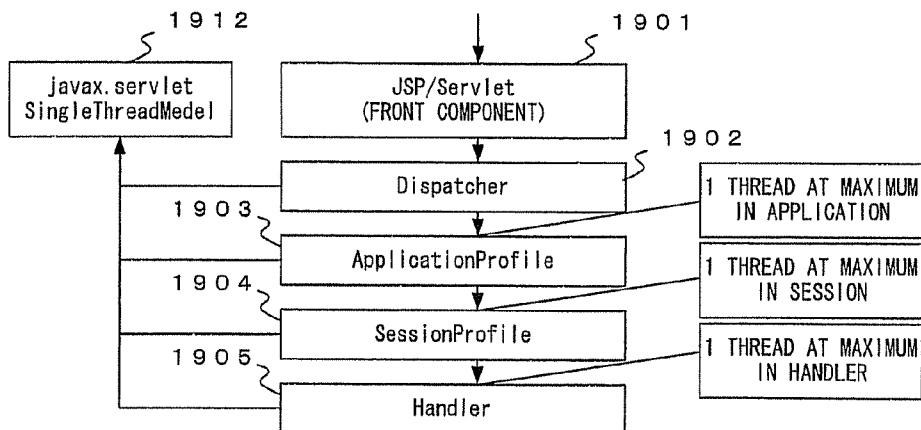 1912
javax.servlet
SingleThreadMedel
1901
JSP/Servlet
(FRONT COMPONENT)
1902
Dispatcher
1 THREAD AT MAXIMUM
IN APPLICATION
1903
ApplicationProfile
1 THREAD AT MAXIMUM
IN SESSION
1904
SessionProfile
1 THREAD AT MAXIMUM
IN HANDLER
1905
Handler